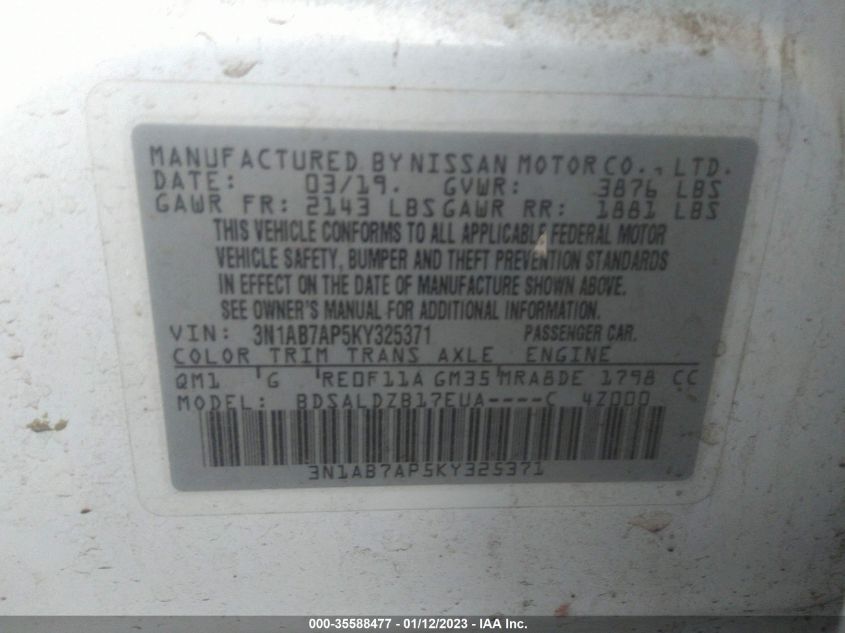 MANUFACTURED BY NISSAN MOTOR CO., LTD.
DATE: 03/19. GVWR: 3876 LBS
GAWR FR: 2143 LBS GAWR RR: 1881 LBS
THIS VEHICLE CONFORMS TO ALL APPLICABLE FEDERAL MOTOR
VEHICLE SAFETY, BUMPER AND THEFT PREVENTION STANDARDS
IN EFFECT ON THE DATE OF MANUFACTURE SHOWN ABOVE.
SEE OWNER'S MANUAL FOR ADDITIONAL INFORMATION.
VIN: 3N1AB7AP5KY325371 PASSENGER CAR.
COLOR TRIM TRANS AXLE ENGINE
QM1 G RE0F11A GM35 MRA8DE 1798 CC
MODEL: BDSALDZB17EUA----C 4Z000
3N1AB7AP5KY325371
000-35588477 - 01/12/2023 - IAA Inc.